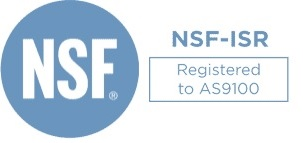 NSF®
NSF-ISR
Registered
to AS9100